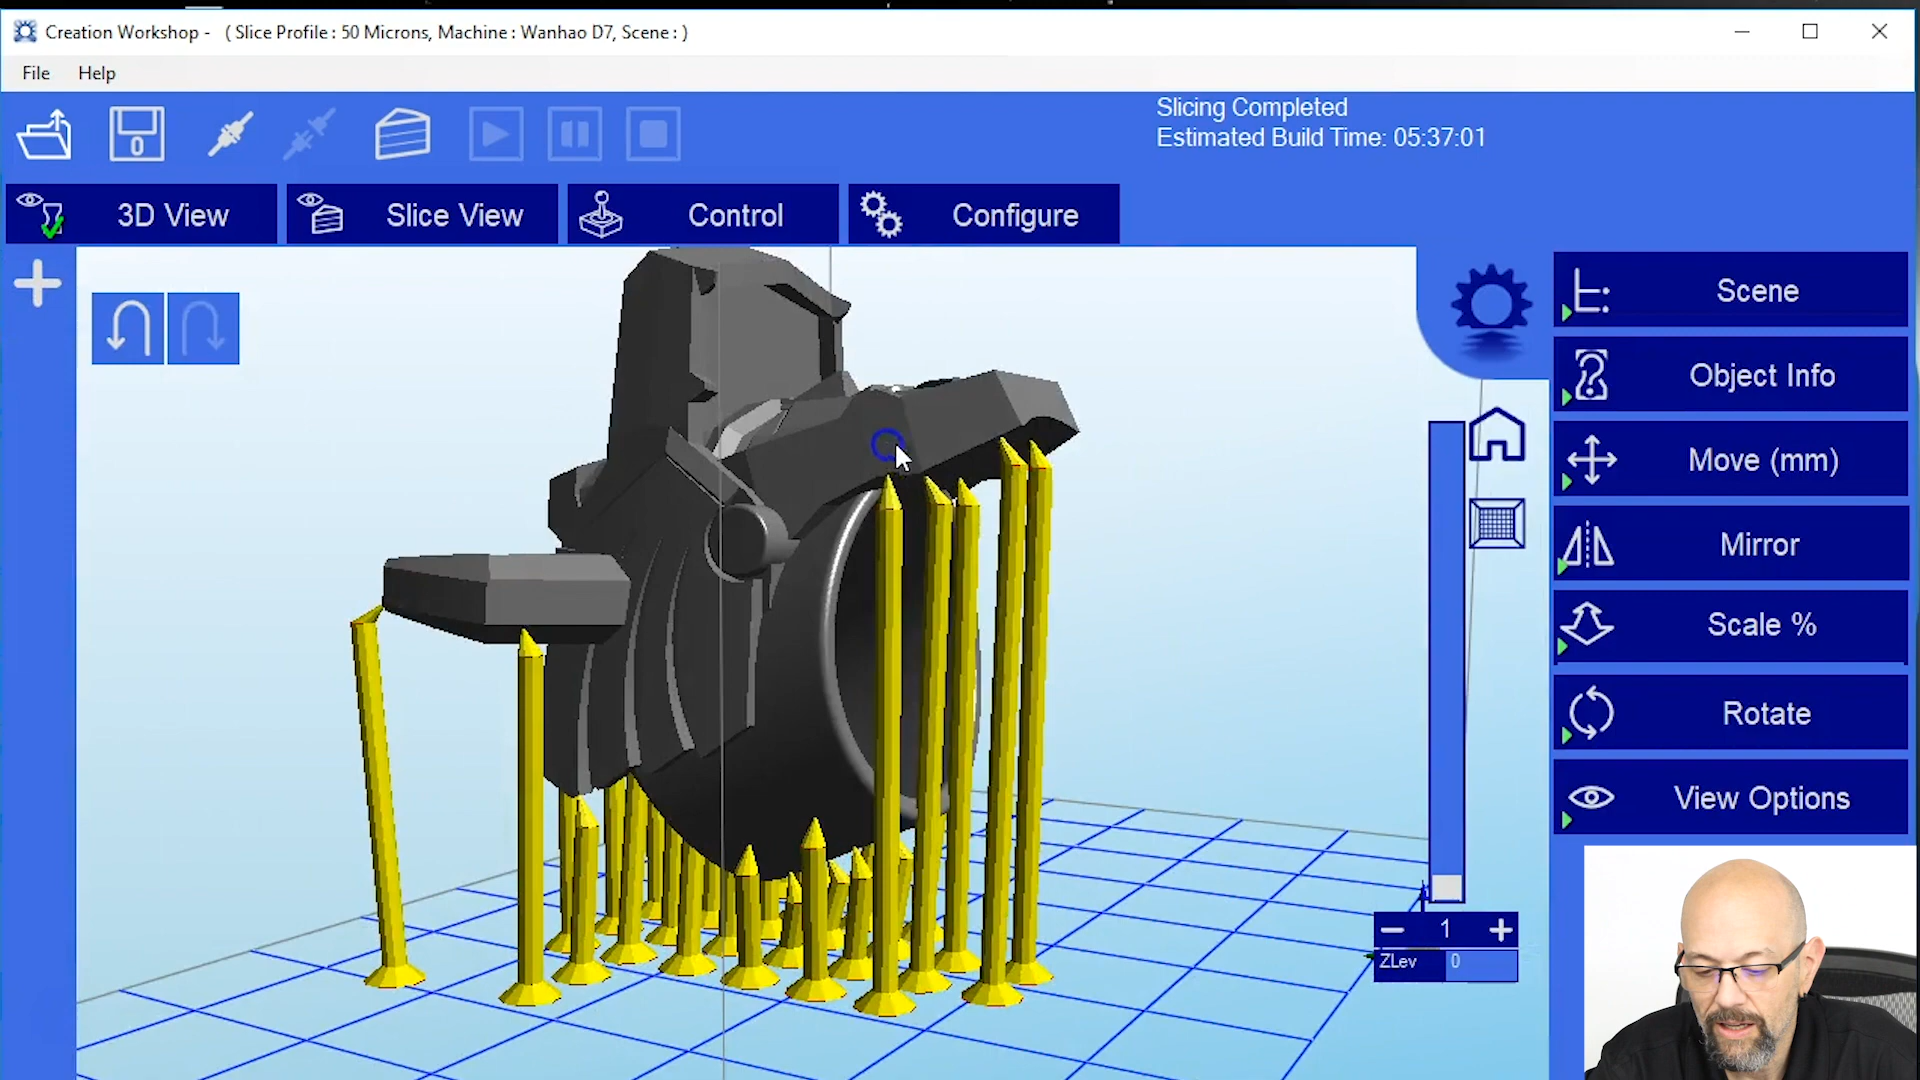 Creation Workshop -   ( Slice Profile : 50 Microns, Machine : Wanhao D7, Scene : )
File   Help
Slicing Completed
Estimated Build Time: 05:37:01
3D View
Slice View
Control
Configure
Scene
Object Info
Move (mm)
Mirror
Scale %
Rotate
View Options
1
ZLev   0